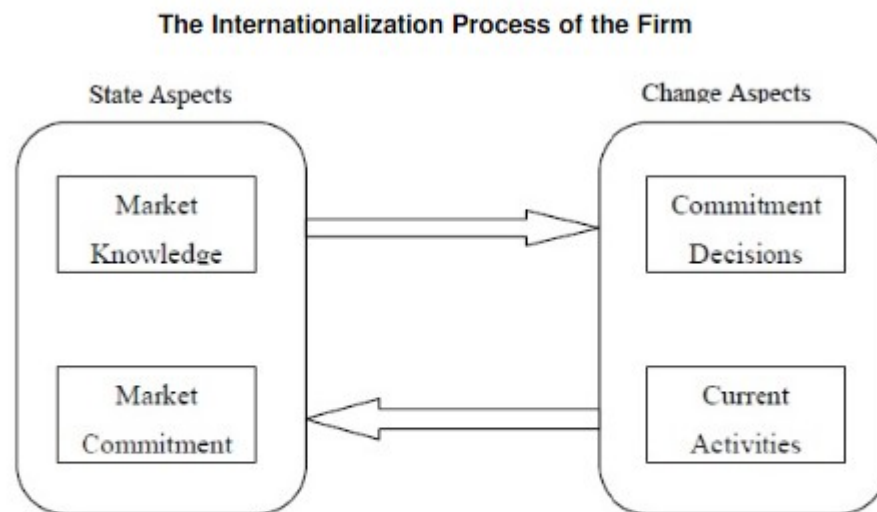 The Internationalization Process of the Firm
State Aspects
Change Aspects
Market
Knowledge
Commitment
Decisions
Market
Commitment
Current
Activities